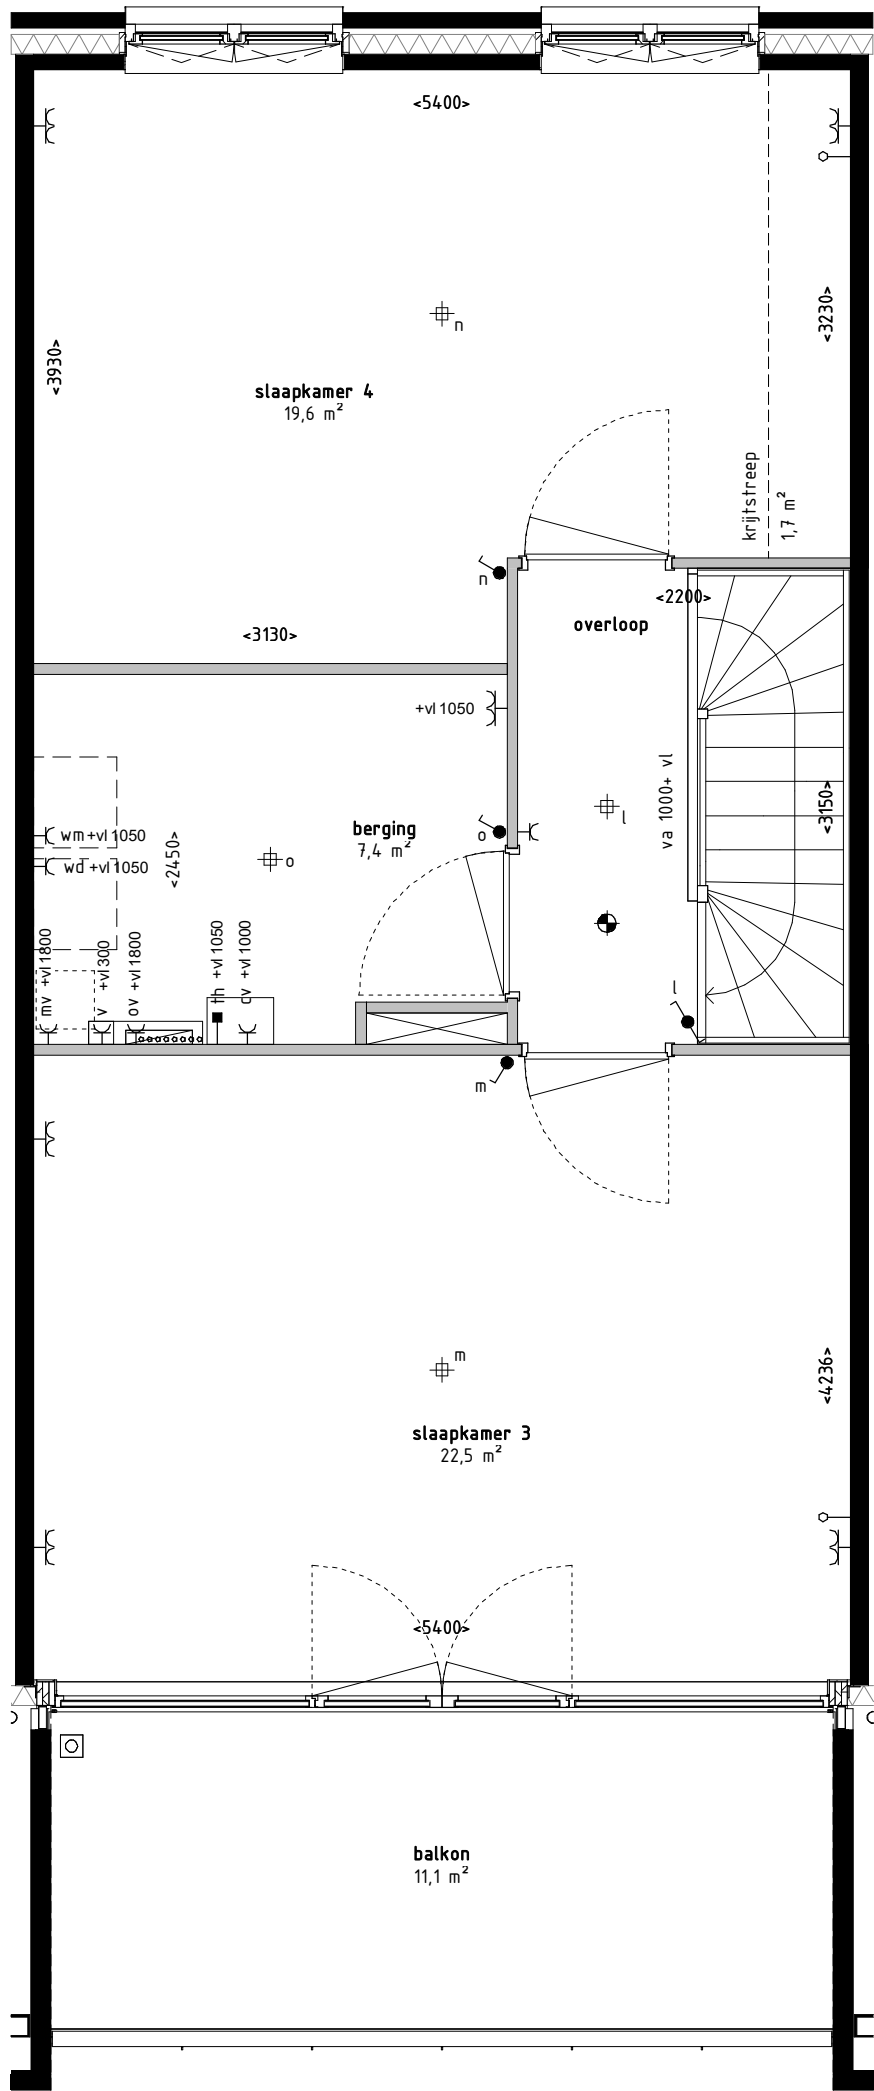 <5400>
<3230>
<3930>
n
slaapkamer 4
19,6 m²
krijtstreep
1,7 m²
n
<2200>
overloop
<3130>
+vl 1050
va 1000+ vl
<3150>
l
wm +vl 1050
wd +vl 1050
<2450>
berging
7,4 m²
o
o
mv +vl 1800
v +vl 300
ov +vl 1800
th +vl 1050
cv +vl 1000
l
m
m
<4236>
slaapkamer 3
22,5 m²
<5400>
balkon
11,1 m²